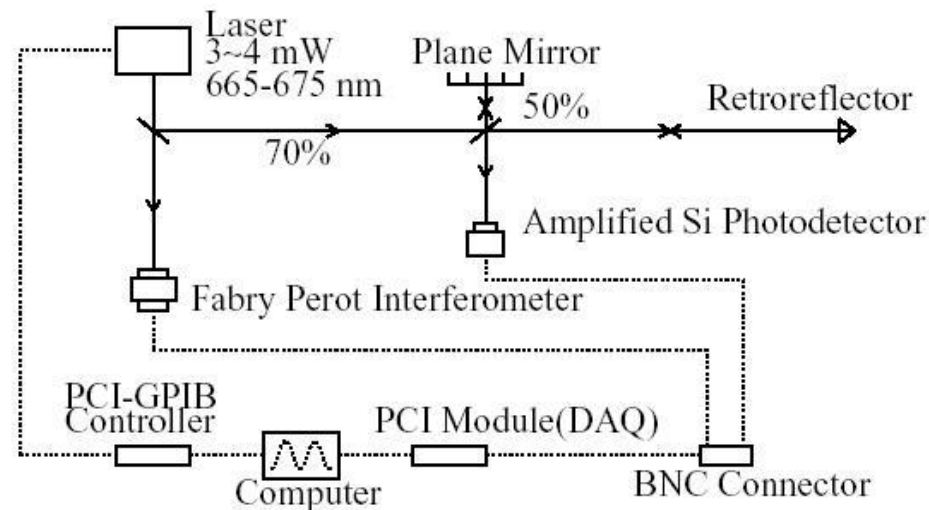 Laser
3~4 mW
665-675 nm
Plane Mirror
50%
Retroreflector
70%
Amplified Si Photodetector
Fabry Perot Interferometer
PCI-GPIB
Controller
PCI Module(DAQ)
Computer
BNC Connector